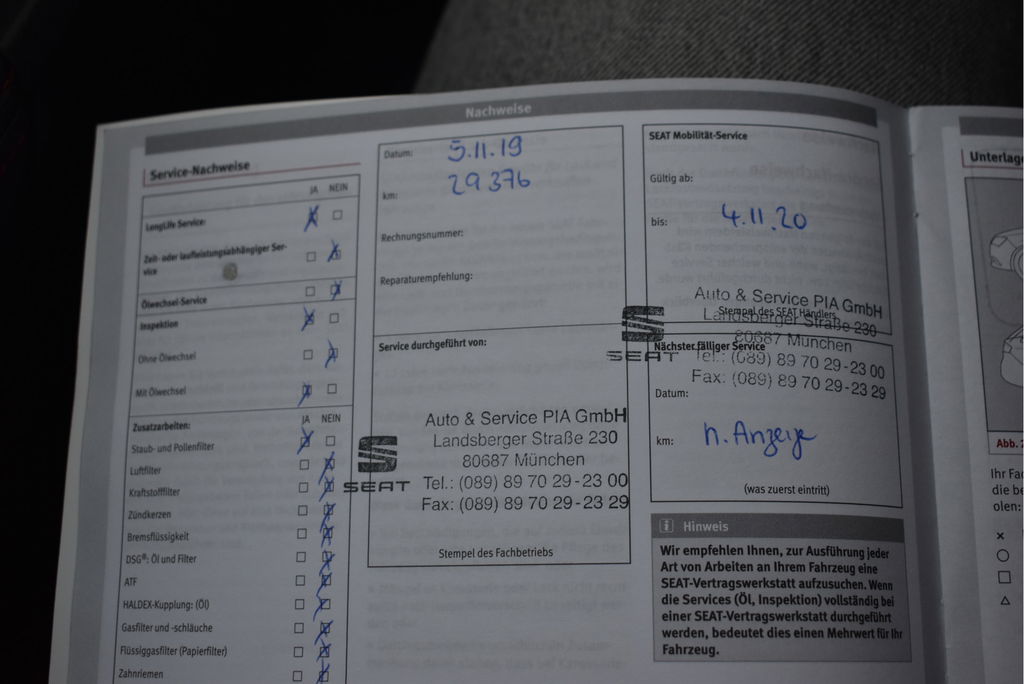 Nachweise
Service-Nachweise
JA NEIN
LongLife Service:
Zeit- oder laufleistungsabhängiger Ser-
vice
Ölwechsel-Service
Inspektion
Ohne Ölwechsel
Mit Ölwechsel
JA NEIN
Zusatzarbeiten:
Staub- und Pollenfilter
Luftfilter
Kraftstofffilter
Zündkerzen
Bremsflüssigkeit
DSG®: Öl und Filter
ATF
HALDEX-Kupplung: (Öl)
Gasfilter und -schläuche
Flüssiggasfilter (Papierfilter)
Zahnriemen
Datum: 5.11.19
km: 29376
Rechnungsnummer:
Reparaturempfehlung:
Service durchgeführt von:
SEAT
Auto & Service PIA GmbH
Landsberger Straße 230
80687 München
Tel.: (089) 89 70 29-23 00
Fax: (089) 89 70 29-23 29
Stempel des Fachbetriebs
SEAT Mobilität-Service
Gültig ab:
bis: 4.11.20
Stempel des SEAT Händlers
SEAT
Auto & Service PIA GmbH
Landsberger Straße 230
80687 München
Tel.: (089) 89 70 29-23 00
Fax: (089) 89 70 29-23 29
Nächster fälliger Service
Datum:
km: n. Anzeige
(was zuerst eintritt)
i Hinweis
Wir empfehlen Ihnen, zur Ausführung jeder
Art von Arbeiten an Ihrem Fahrzeug eine
SEAT-Vertragswerkstatt aufzusuchen. Wenn
die Services (Öl, Inspektion) vollständig bei
einer SEAT-Vertragswerkstatt durchgeführt
werden, bedeutet dies einen Mehrwert für Ihr
Fahrzeug.
Unterlage
Abb.
Ihr Fa
die be
olen: